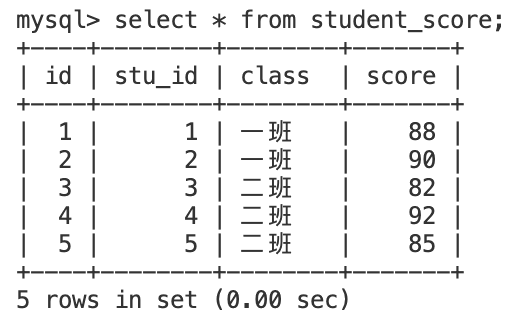 mysql> select * from student_score;
+----+--------+--------+-------+
| id | stu_id | class  | score |
+----+--------+--------+-------+
|  1 |      1 | 一班   |    88 |
|  2 |      2 | 一班   |    90 |
|  3 |      3 | 二班   |    82 |
|  4 |      4 | 二班   |    92 |
|  5 |      5 | 二班   |    85 |
+----+--------+--------+-------+
5 rows in set (0.00 sec)